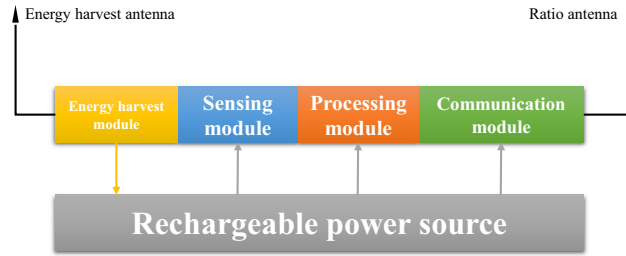 Energy harvest antenna
Ratio antenna
Energy harvest
module
Sensing
module
Processing
module
Communication
module
Rechargeable power source